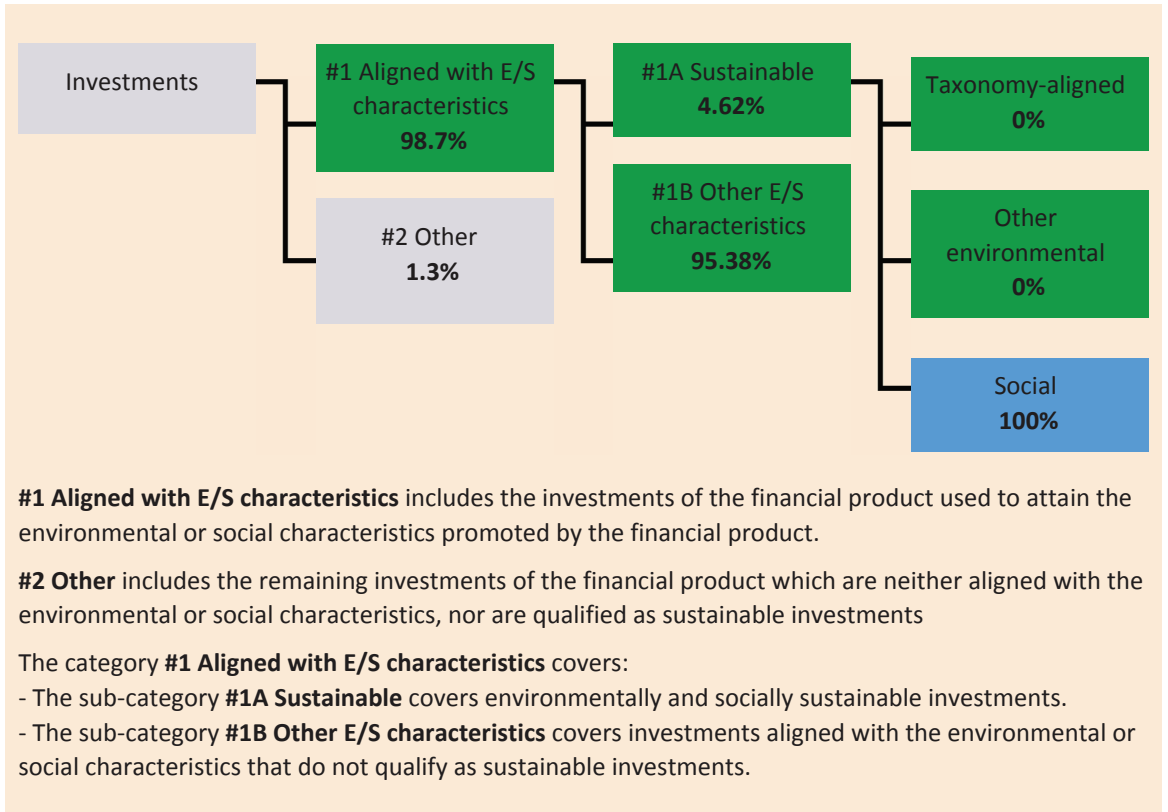 Investments
#1 Aligned with E/S
characteristics
98.7%
#2 Other
1.3%
#1A Sustainable
4.62%
#1B Other E/S
characteristics
95.38%
Taxonomy-aligned
0%
Other
environmental
0%
Social
100%
#1 Aligned with E/S characteristics includes the investments of the financial product used to attain the
environmental or social characteristics promoted by the financial product.
#2 Other includes the remaining investments of the financial product which are neither aligned with the
environmental or social characteristics, nor are qualified as sustainable investments
The category #1 Aligned with E/S characteristics covers:
- The sub-category #1A Sustainable covers environmentally and socially sustainable investments.
- The sub-category #1B Other E/S characteristics covers investments aligned with the environmental or
social characteristics that do not qualify as sustainable investments.